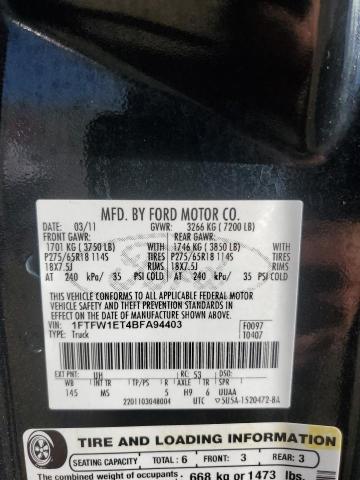 MFD. BY FORD MOTOR CO.
03/11 GVWR: 3266 KG ( 7200 LB)
FRONT GAWR: REAR GAWR:
1701 KG ( 3750 LB) 1746 KG ( 3850 LB)
P275/65R18 114S TIRES P275/65R18 114S TIRES
18X7.5J RIMS 18X7.5J RIMS
AT 240 kPa/ 35 PSI COLD AT 240 kPa/ 35 PSI COLD
THIS VEHICLE CONFORMS TO ALL APPLICABLE FEDERAL MOTOR
VEHICLE SAFETY AND THEFT PREVENTION STANDARDS IN
EFFECT ON THE DATE OF MANUFACTURE SHOWN ABOVE.
VIN: 1FTFW1ET4BFA94403 F0097
TYPE: Truck T0407
EXT PNT: UH RC: 53 DSO:
WB INT TR TP/PS R AXLE TR SPR
145 MS 5 H9 6 UUAA
2201103048004 UTC 5U5A-1520472-BA
TIRE AND LOADING INFORMATION
SEATING CAPACITY TOTAL : 6 FRONT : 3 REAR : 3
The combined weight of occupants 668 kg or 1473 lbs.